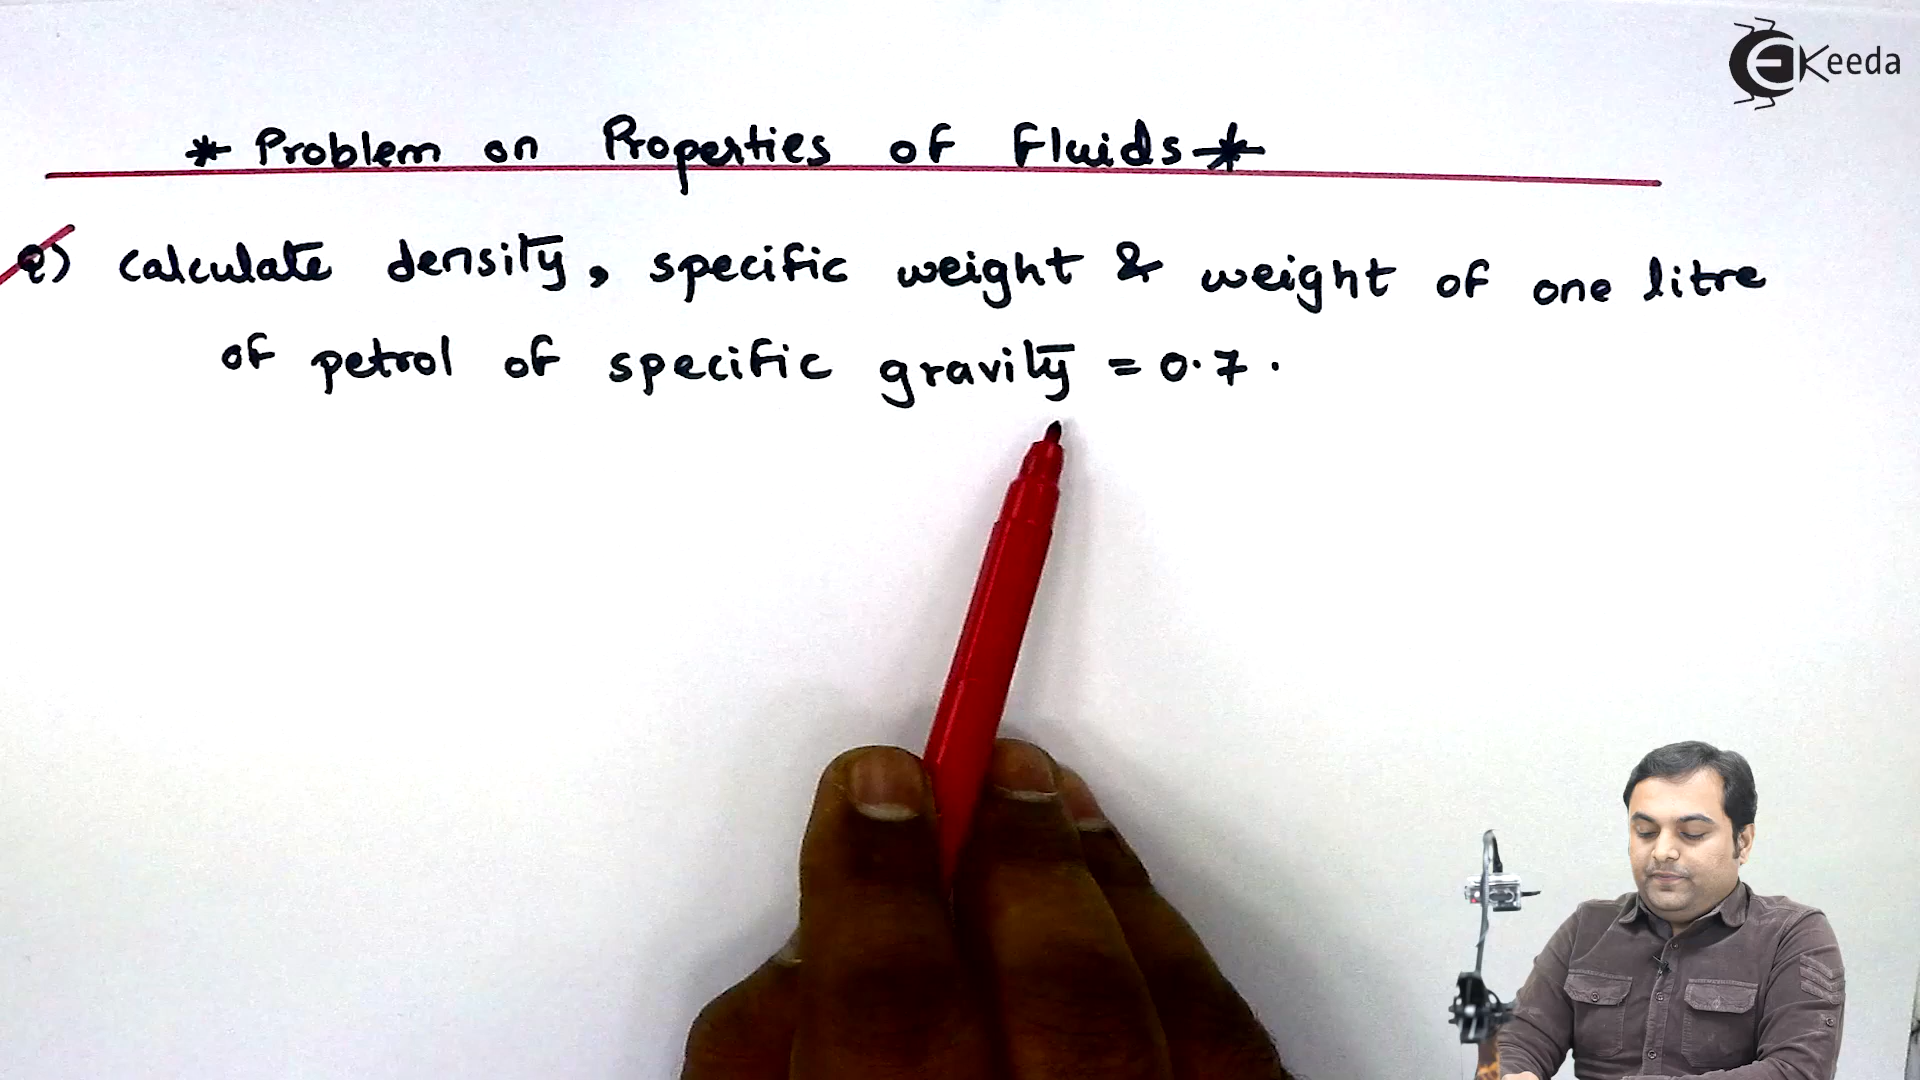 EKeeda
* Problem on Properties of Fluids *
Q) calculate density, specific weight & weight of one litre
of petrol of specific gravity = 0.7.